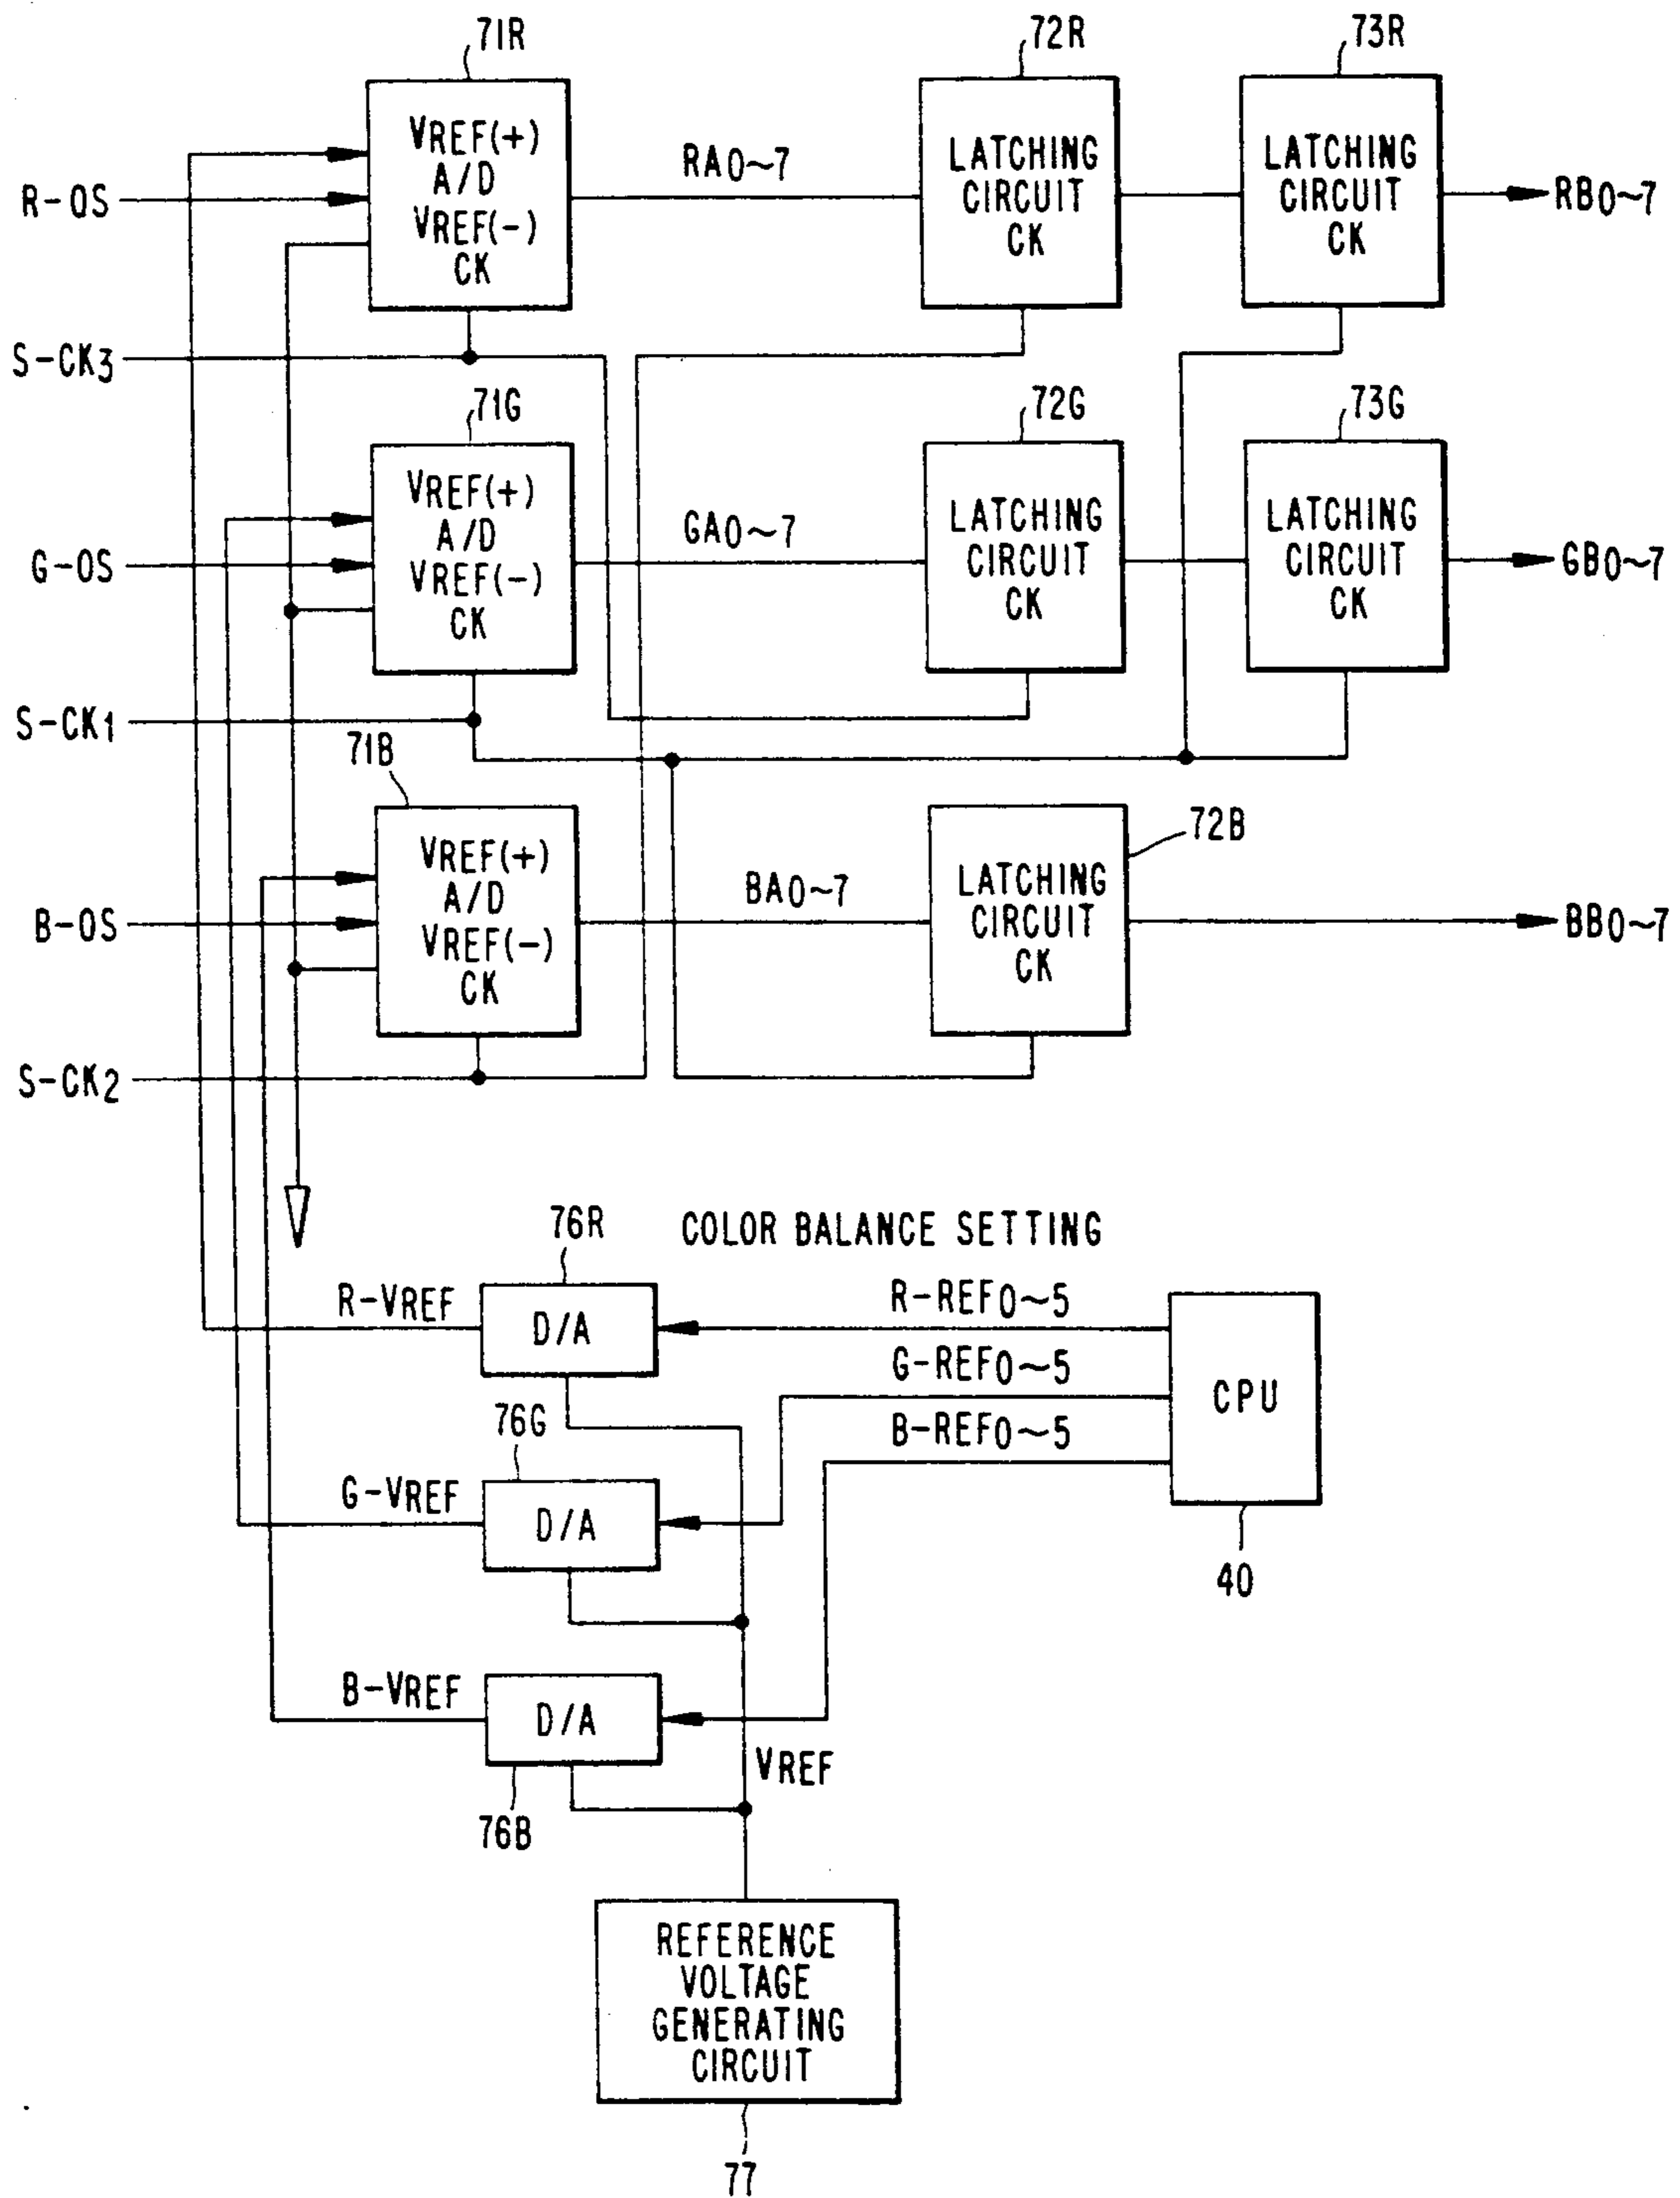 71R
72R
73R
VREF(+)
A/D
VREF(-)
CK
LATCHING
CIRCUIT
CK
LATCHING
CIRCUIT
CK
R-OS
RA0~7
RB0~7
S-CK3
71G
72G
73G
VREF(+)
A/D
VREF(-)
CK
LATCHING
CIRCUIT
CK
LATCHING
CIRCUIT
CK
G-OS
GA0~7
GB0~7
S-CK1
71B
72B
VREF(+)
A/D
VREF(-)
CK
LATCHING
CIRCUIT
CK
B-OS
BA0~7
BB0~7
S-CK2
76R
COLOR BALANCE SETTING
R-VREF
D/A
R-REF0~5
G-REF0~5
B-REF0~5
CPU
40
76G
G-VREF
D/A
B-VREF
D/A
76B
VREF
REFERENCE
VOLTAGE
GENERATING
CIRCUIT
77